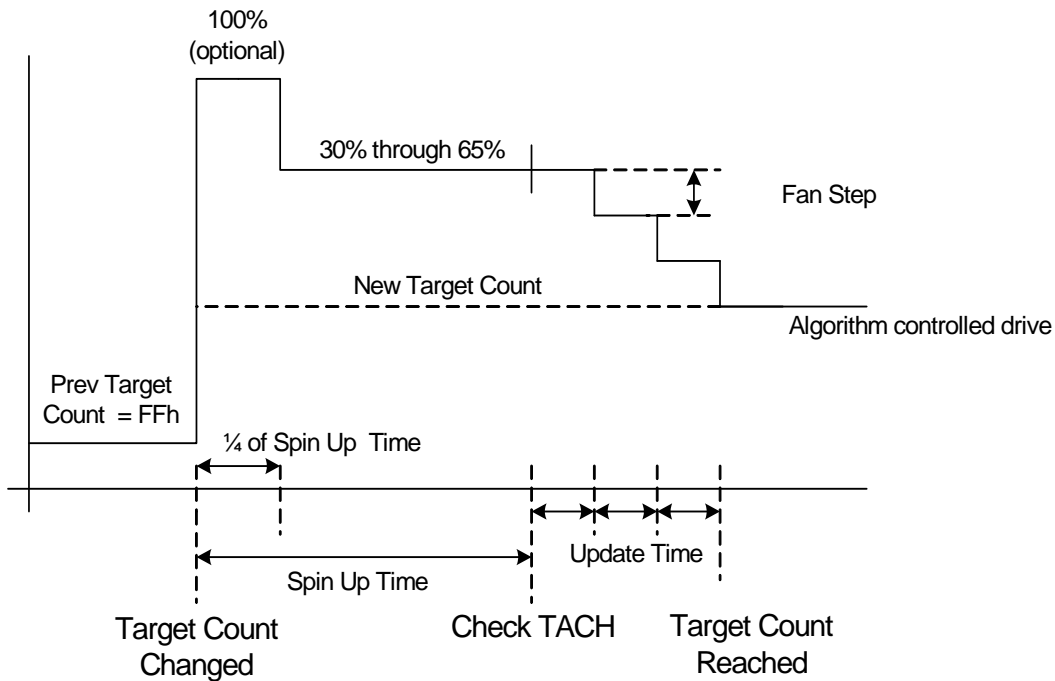 100%
(optional)
30% through 65%
Fan Step
New Target Count
Algorithm controlled drive
Prev Target
Count = FFh
¼ of Spin Up Time
Update Time
Spin Up Time
Target Count
Changed
Check TACH
Target Count
Reached